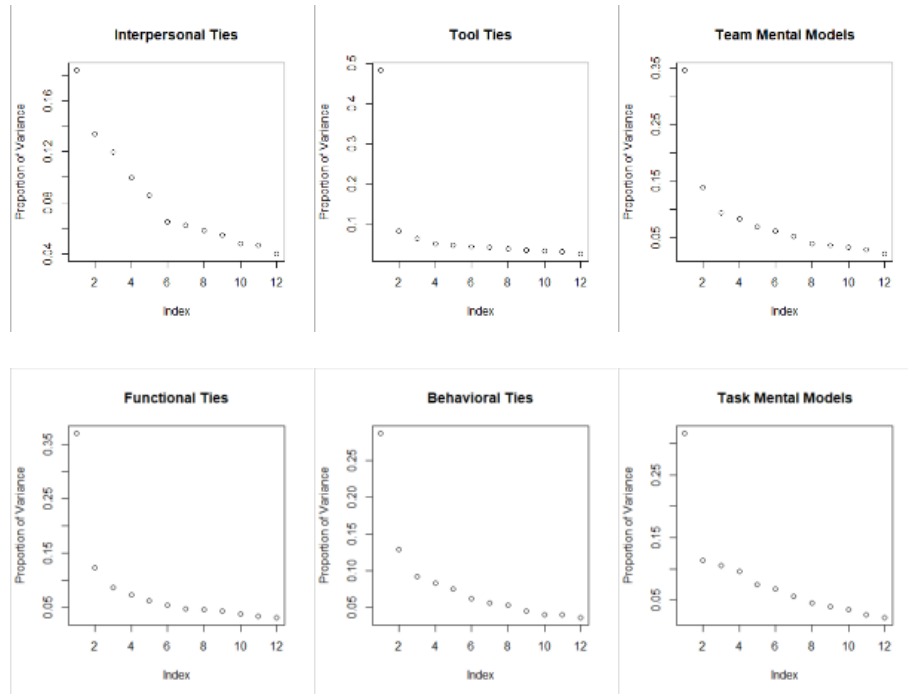 Interpersonal Ties
Proportion of Variance
0.04 0.08 0.12 0.16
2 4 6 8 10 12
Index
Tool Ties
Proportion of Variance
0.1 0.2 0.3 0.4 0.5
2 4 6 8 10 12
Index
Team Mental Models
Proportion of Variance
0.05 0.15 0.25 0.35
2 4 6 8 10 12
Index
Functional Ties
Proportion of Variance
0.05 0.15 0.25 0.35
2 4 6 8 10 12
Index
Behavioral Ties
Proportion of Variance
0.05 0.10 0.15 0.20 0.25
2 4 6 8 10 12
Index
Task Mental Models
Proportion of Variance
0.05 0.15 0.25
2 4 6 8 10 12
Index